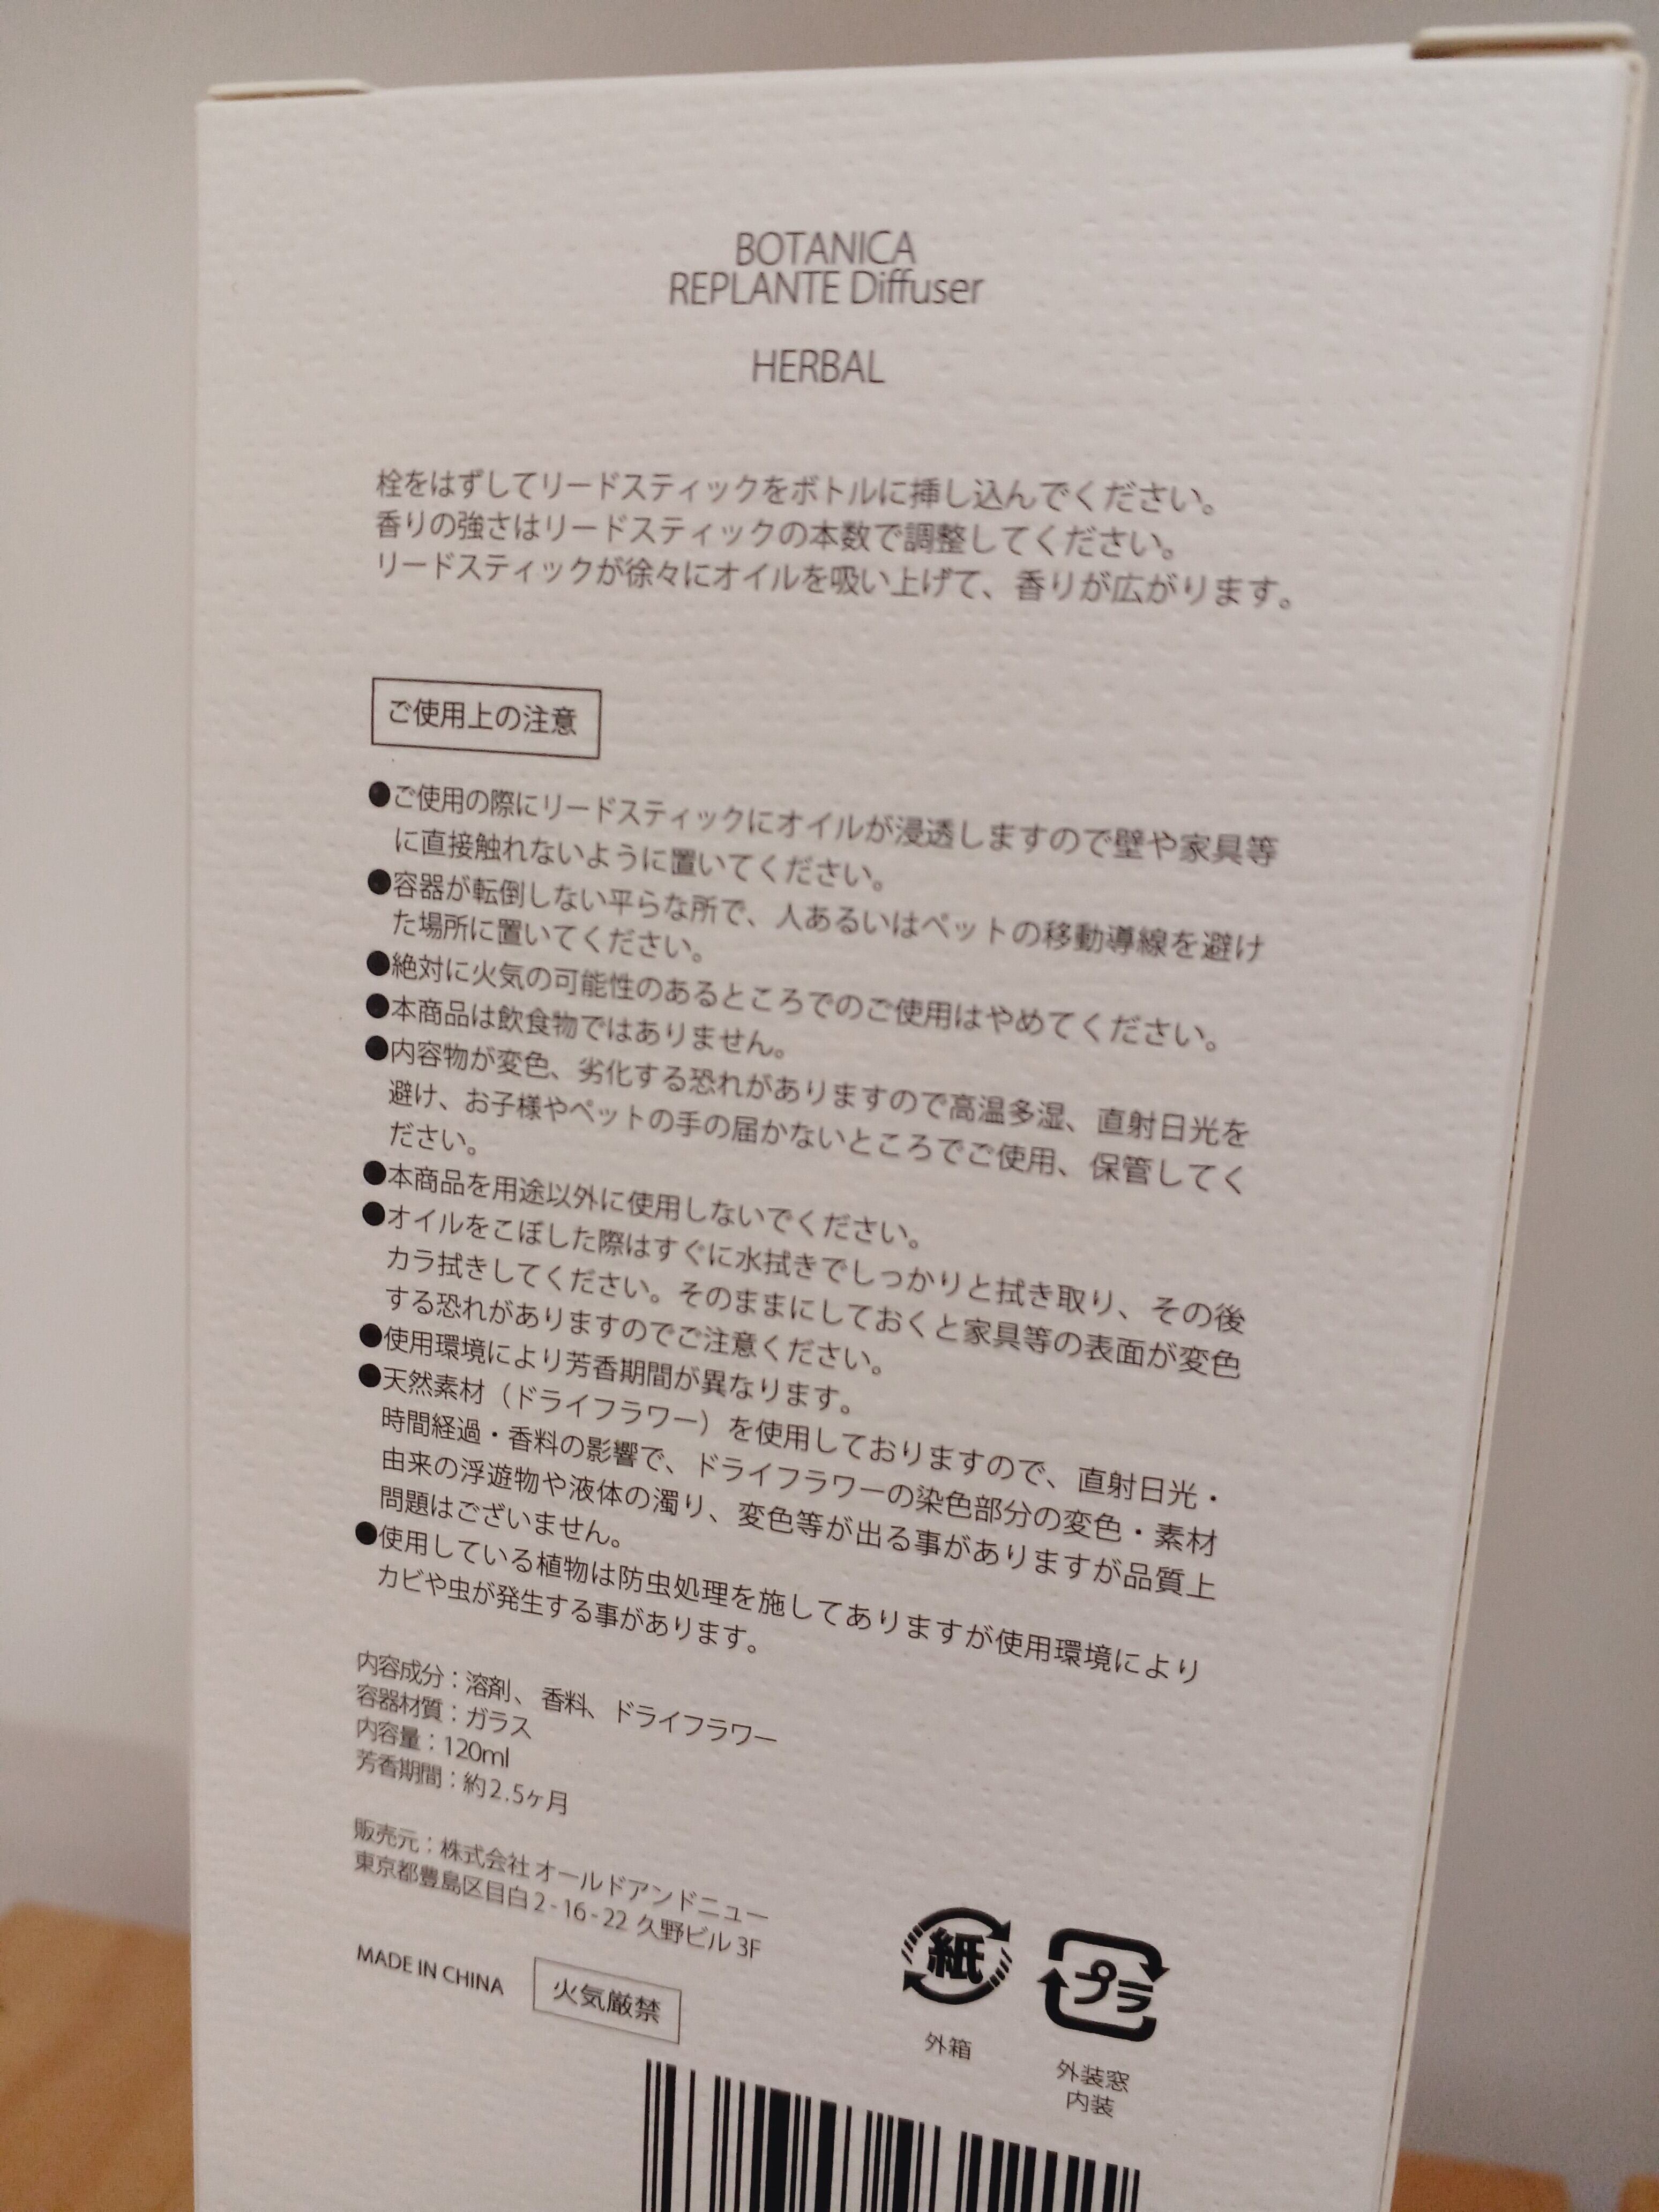 BOTANICA
REPLANTE Diffuser
HERBAL
栓をはずしてリードスティックをボトルに挿し込んでください。
香りの強さはリードスティックの本数で調整してください。
リードスティックが徐々にオイルを吸い上げて、香りが広がります。
ご使用上の注意
●ご使用の際にリードスティックにオイルが浸透しますので壁や家具等
に直接触れないように置いてください。
●容器が転倒しない平らな所で、人あるいはペットの移動導線を避け
た場所に置いてください。
●絶対に火気の可能性のあるところでのご使用はやめてください。
●本商品は飲食物ではありません。
●内容物が変色、劣化する恐れがありますので高温多湿、直射日光を
避け、お子様やペットの手の届かないところでご使用、保管してく
ださい。
●本商品を用途以外に使用しないでください。
●オイルをこぼした際はすぐに水拭きでしっかりと拭き取り、その後
カラ拭きしてください。そのままにしておくと家具等の表面が変色
する恐れがありますのでご注意ください。
●使用環境により芳香期間が異なります。
●天然素材（ドライフラワー）を使用しておりますので、直射日光・
時間経過・香料の影響で、ドライフラワーの染色部分の変色・素材
由来の浮遊物や液体の濁り、変色等が出る事がありますが品質上
問題はございません。
●使用している植物は防虫処理を施してありますが使用環境により
カビや虫が発生する事があります。
内容成分：溶剤、香料、ドライフラワー
容器材質：ガラス
内容量：120ml
芳香期間：約2.5ヶ月
販売元：株式会社 オールドアンドニュー
東京都豊島区目白2-16-22 久野ビル3F
MADE IN CHINA
火気厳禁
紙
外箱
プラ
外装窓
内装